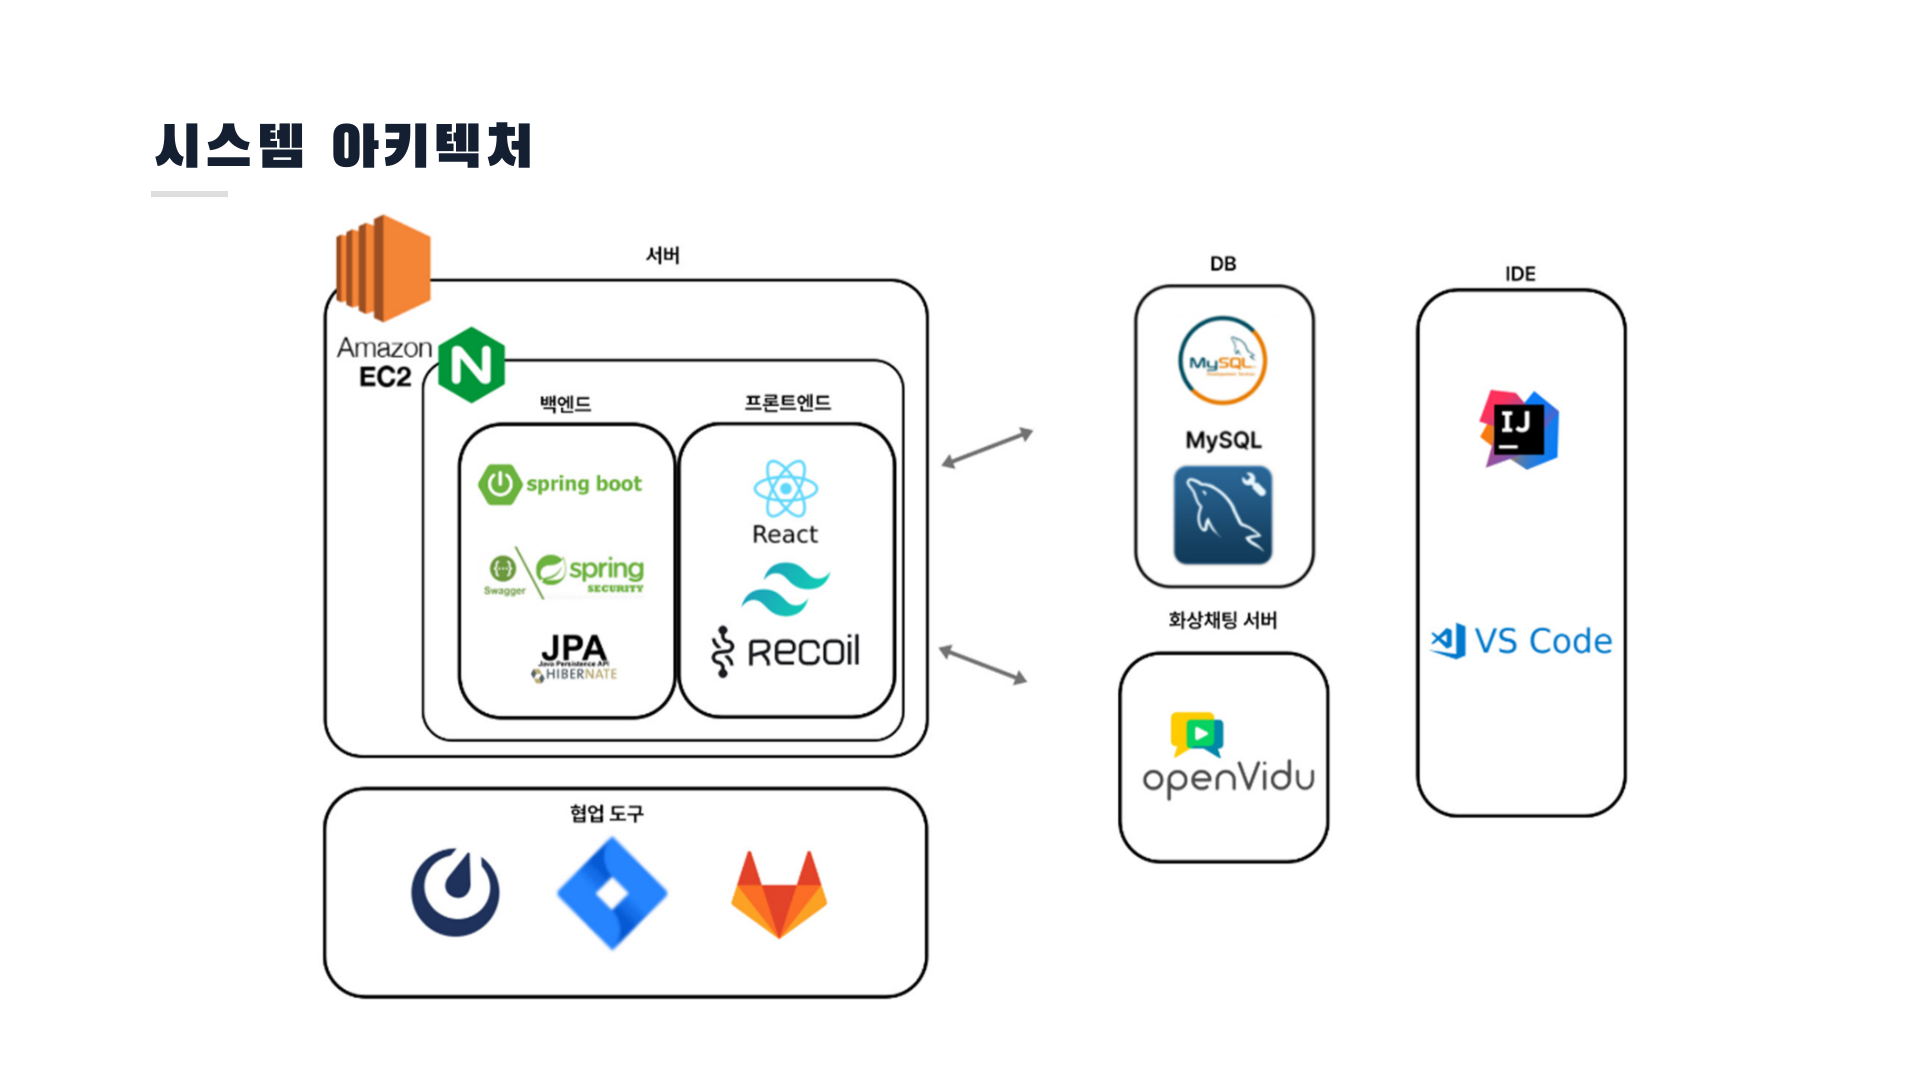 시스템 아키텍처
서버
Amazon
EC2
N
백엔드
프론트엔드
spring boot
Swagger
spring
SECURITY
JPA
Java Persistence API
HIBERNATE
React
RECOIL
협업 도구
DB
MySQL
MySQL
화상채팅 서버
openVidu
IDE
IJ
VS Code